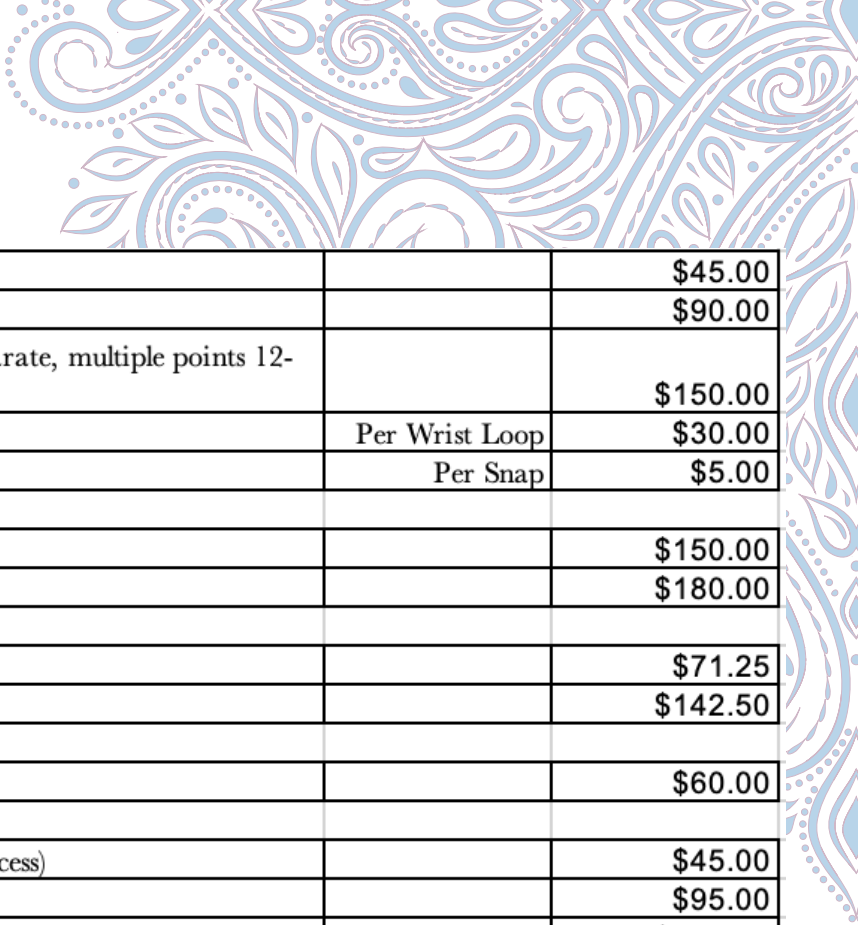 $45.00
$90.00
rate, multiple points 12-
$150.00
Per Wrist Loop $30.00
Per Snap $5.00
$150.00
$180.00
$71.25
$142.50
$60.00
cess) $45.00
$95.00